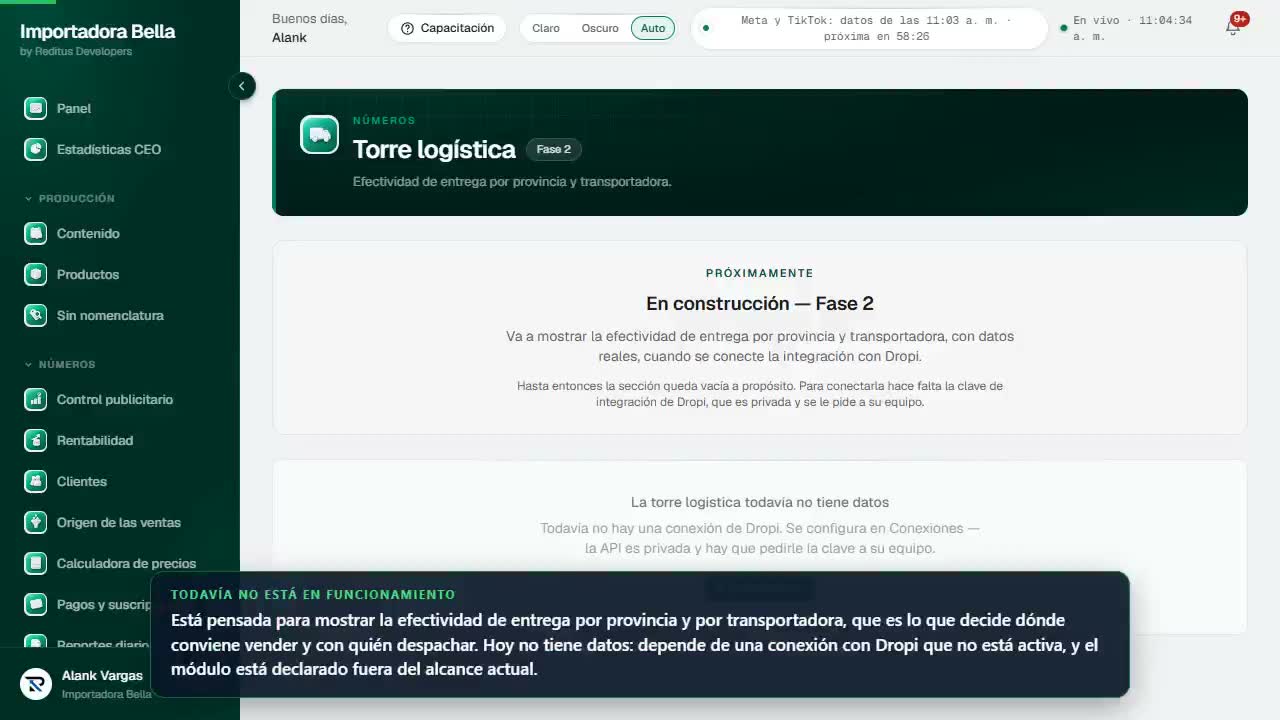 Importadora Bella
by Reditus Developers
Panel
Estadísticas CEO
PRODUCCIÓN
Contenido
Productos
Sin nomenclatura
NÚMEROS
Control publicitario
Rentabilidad
Clientes
Origen de las ventas
Calculadora de precios
Pagos y suscrip
Reportes diario
Alank Vargas
Importadora Bella
Buenos días,
Alank
Capacitación
Claro
Oscuro
Auto
Meta y TikTok: datos de las 11:03 a. m. ·
próxima en 58:26
En vivo · 11:04:34
a. m.
9+
NÚMEROS
Torre logística
Fase 2
Efectividad de entrega por provincia y transportadora.
PRÓXIMAMENTE
En construcción — Fase 2
Va a mostrar la efectividad de entrega por provincia y transportadora, con datos
reales, cuando se conecte la integración con Dropi.
Hasta entonces la sección queda vacía a propósito. Para conectarla hace falta la clave de
integración de Dropi, que es privada y se le pide a su equipo.
La torre logística todavía no tiene datos
Todavía no hay una conexión de Dropi. Se configura en Conexiones —
la API es privada y hay que pedirle la clave a su equipo.
TODAVÍA NO ESTÁ EN FUNCIONAMIENTO
Está pensada para mostrar la efectividad de entrega por provincia y por transportadora, que es lo que decide dónde
conviene vender y con quién despachar. Hoy no tiene datos: depende de una conexión con Dropi que no está activa, y el
módulo está declarado fuera del alcance actual.